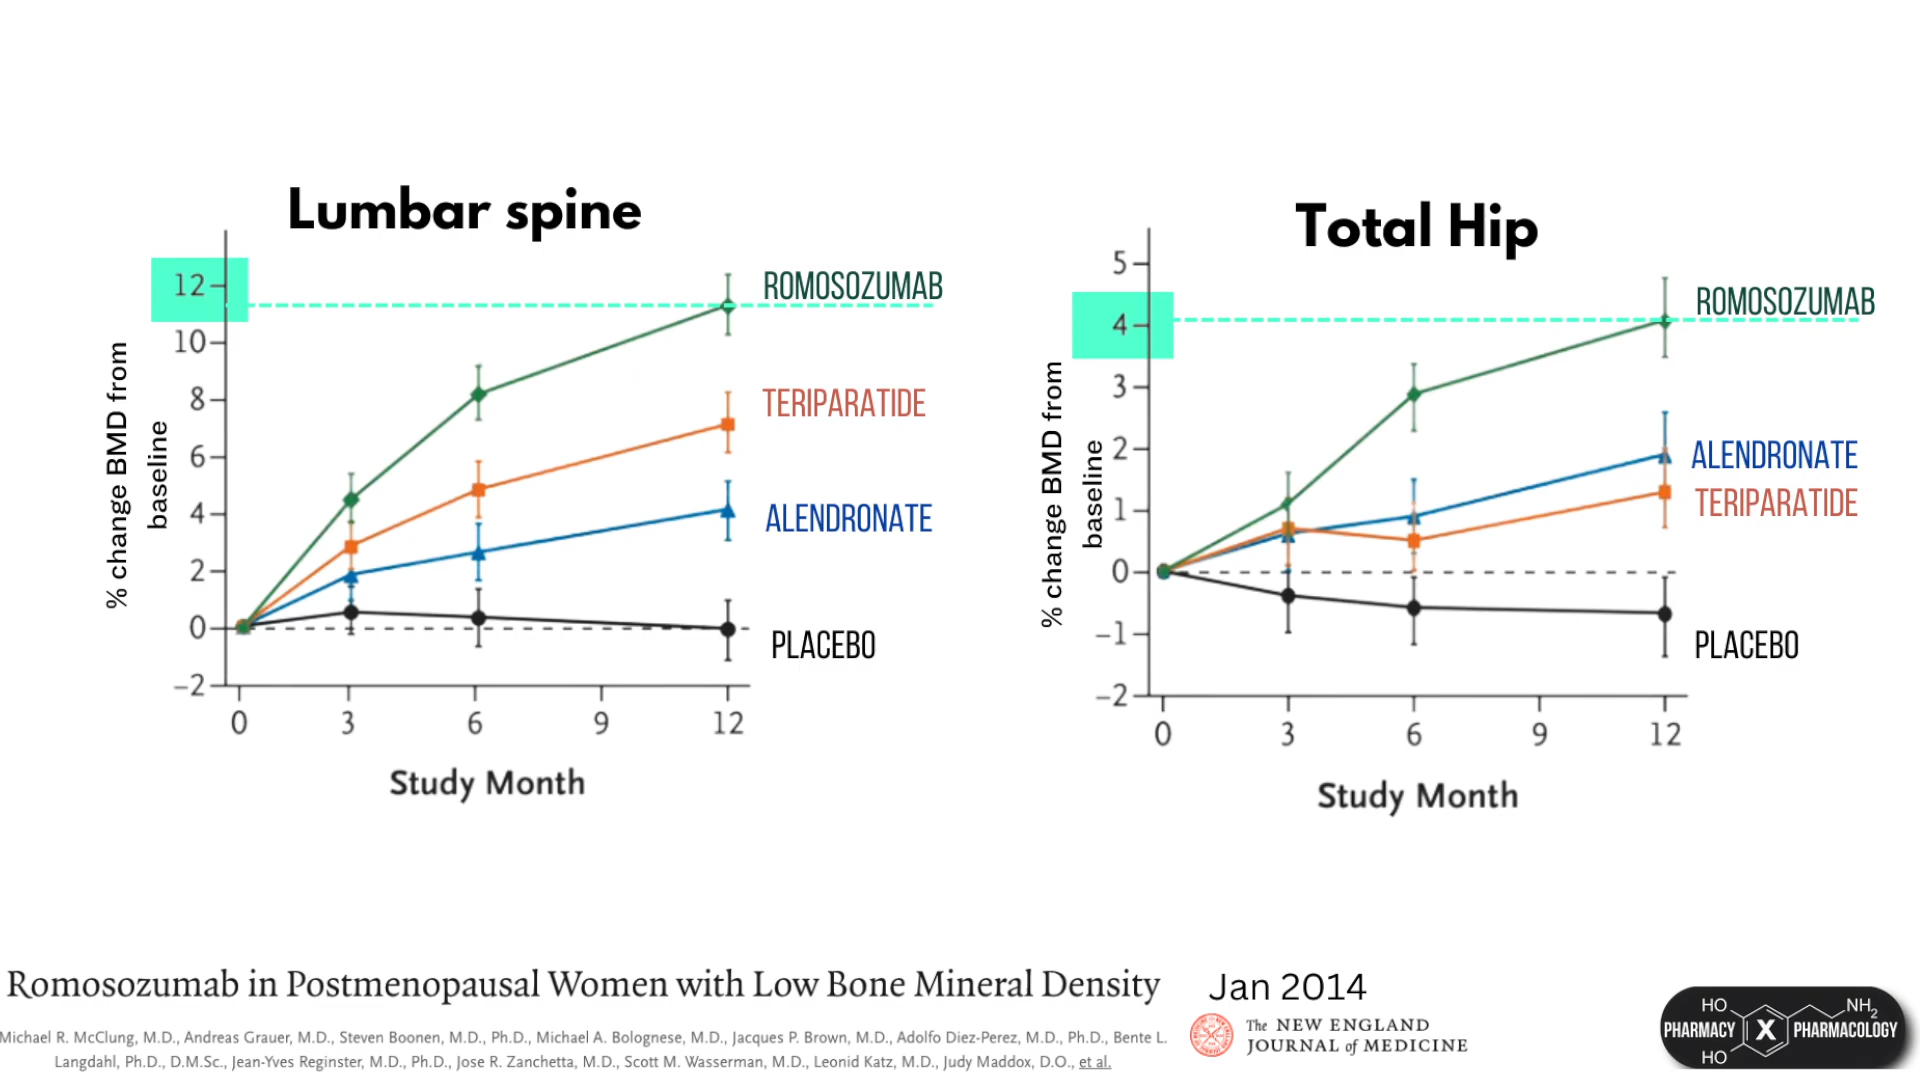 Lumbar spine
12
10
8
6
4
2
0
−2
% change BMD from
baseline
ROMOSOZUMAB
TERIPARATIDE
ALENDRONATE
PLACEBO
0 3 6 9 12
Study Month
Total Hip
5
4
3
2
1
0
−1
−2
% change BMD from
baseline
ROMOSOZUMAB
ALENDRONATE
TERIPARATIDE
PLACEBO
0 3 6 9 12
Study Month
Romosozumab in Postmenopausal Women with Low Bone Mineral Density
Michael R. McClung, M.D., Andreas Grauer, M.D., Steven Boonen, M.D., Ph.D., Michael A. Bolognese, M.D., Jacques P. Brown, M.D., Adolfo Diez-Perez, M.D., Ph.D., Bente L.
Langdahl, Ph.D., D.M.Sc., Jean-Yves Reginster, M.D., Ph.D., Jose R. Zanchetta, M.D., Scott M. Wasserman, M.D., Leonid Katz, M.D., Judy Maddox, D.O., et al.
Jan 2014
The NEW ENGLAND
JOURNAL of MEDICINE
HO NH2
PHARMACY X PHARMACOLOGY
HO